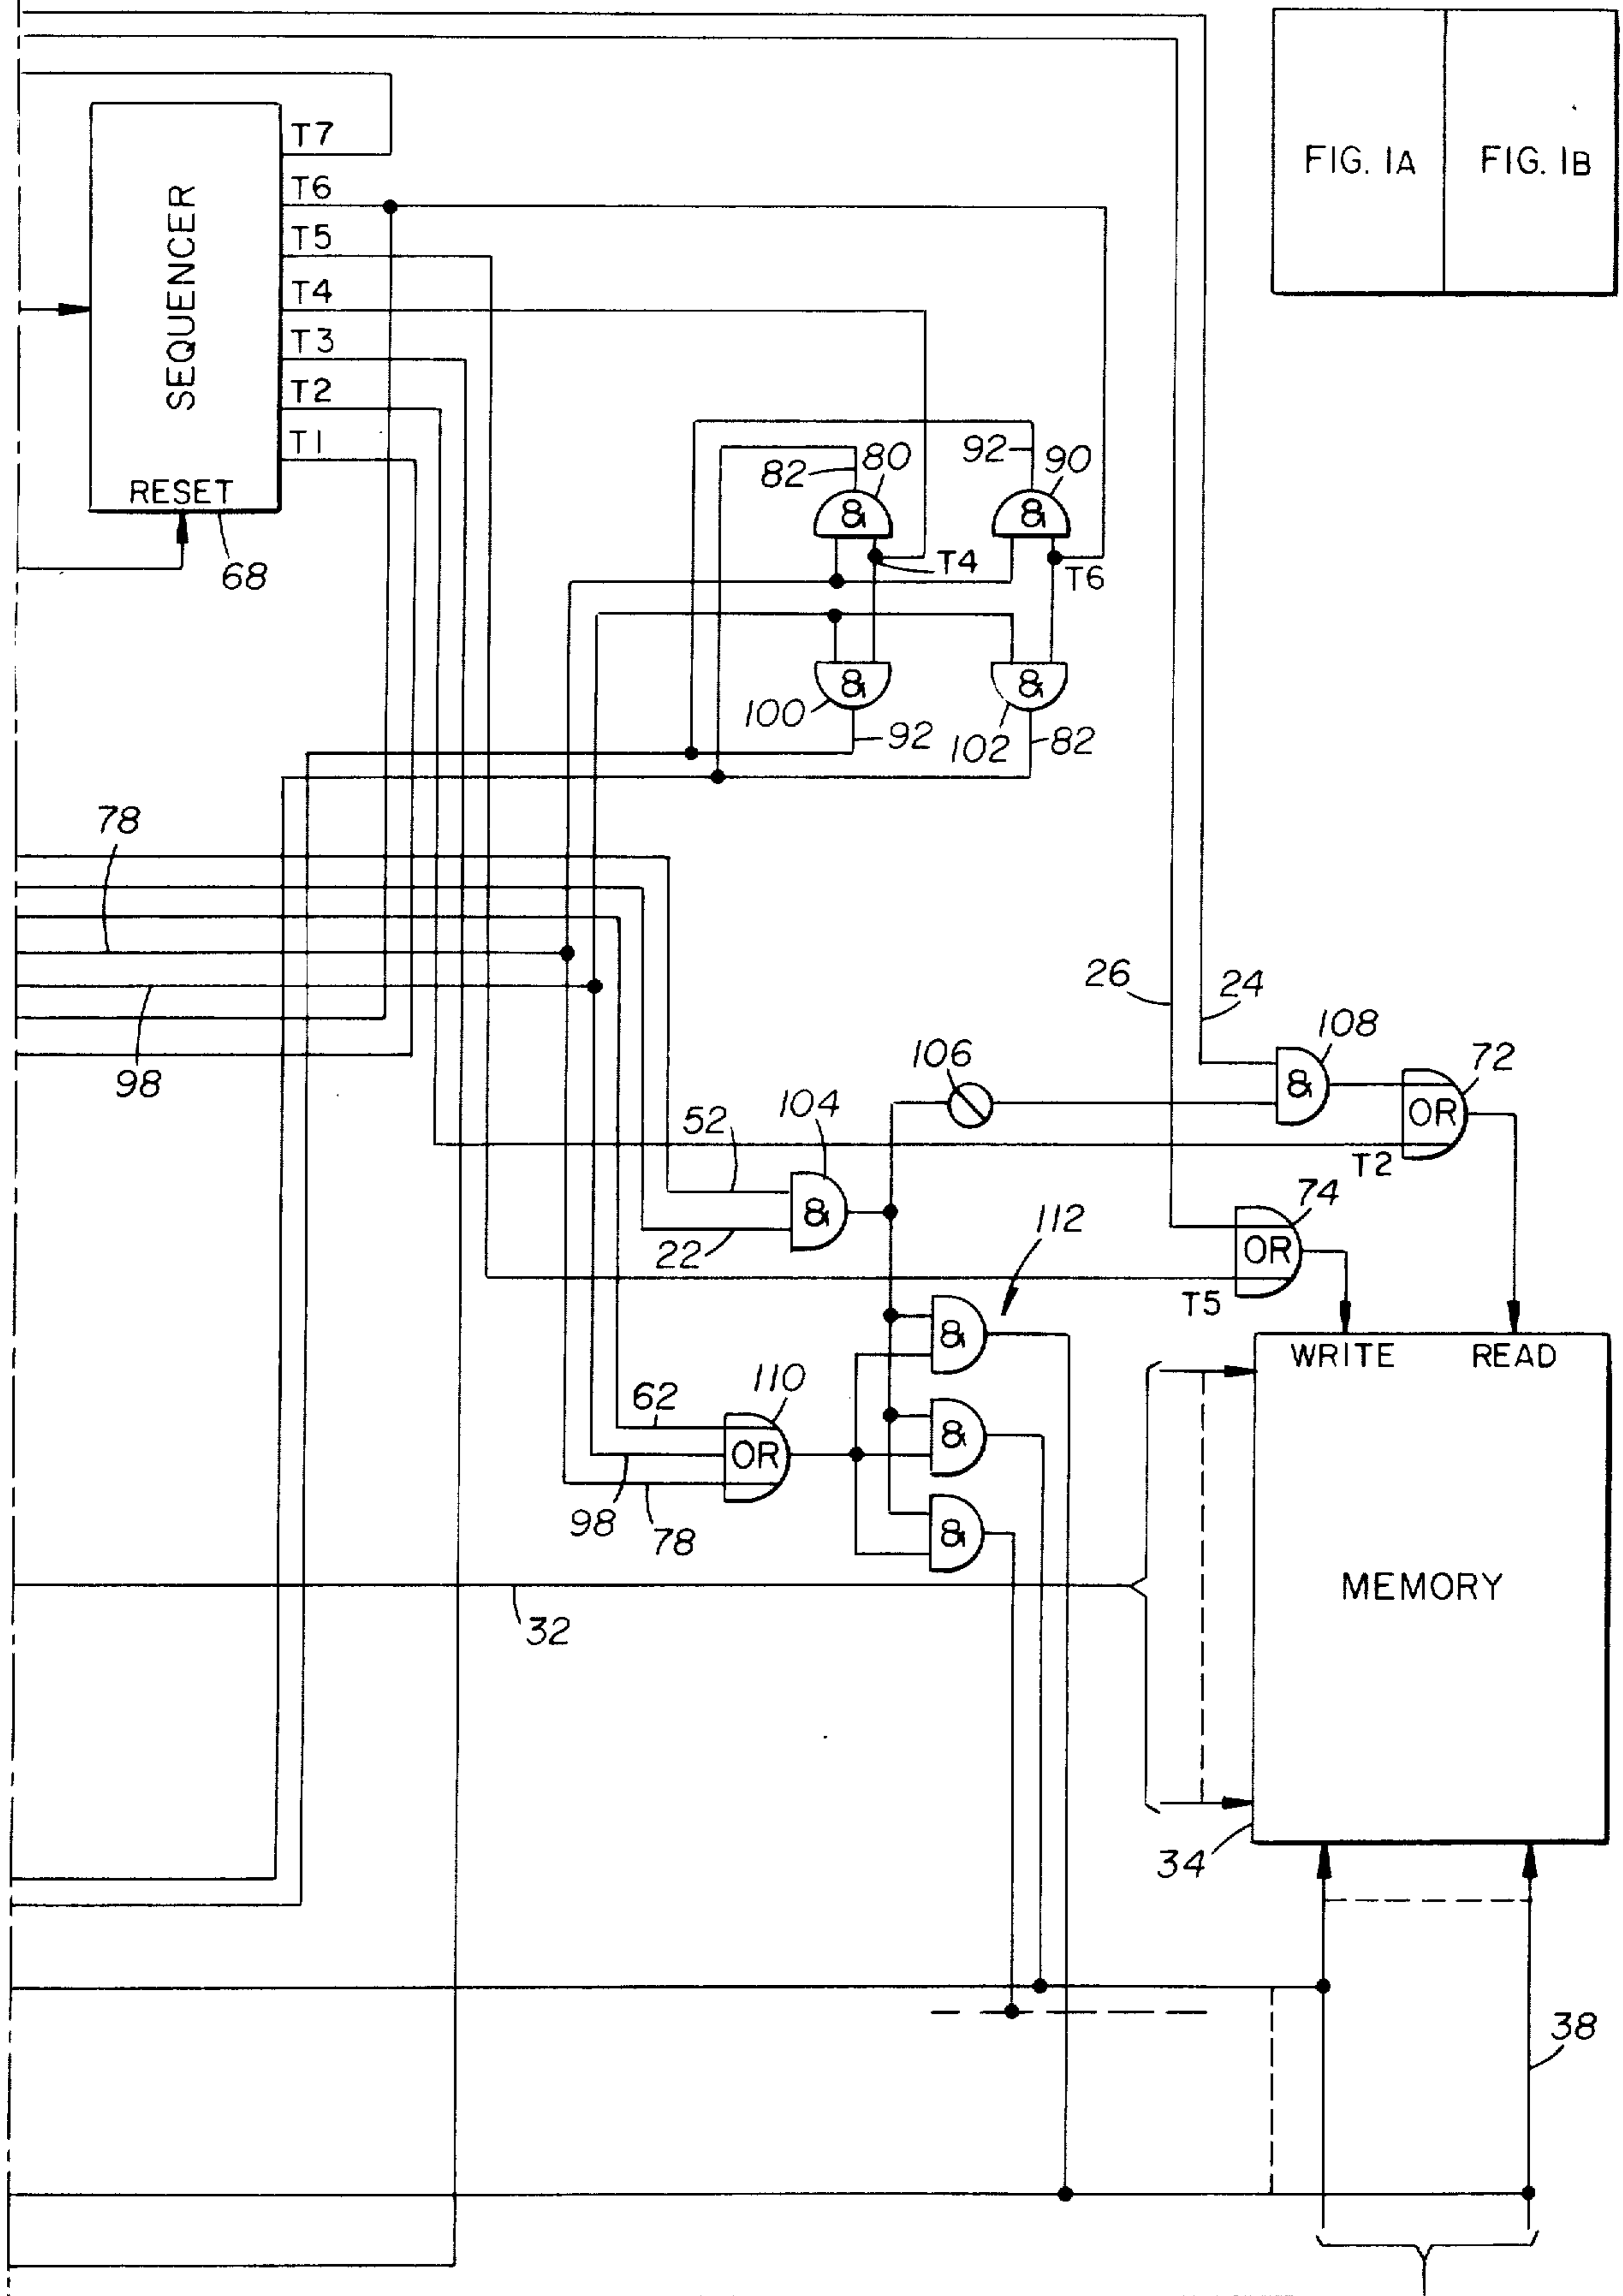 FIG. 1A FIG. 1B
SEQUENCER
T7
T6
T5
T4
T3
T2
T1
RESET
68
82 80 92 90
& &
T4 T6
& &
100 92 102 82
78
98
26 24
108
&
106
72
OR
T2
52 104
&
22
74
OR
T5
112
&
&
&
62 110
OR
98 78
WRITE READ
MEMORY
32
34
38